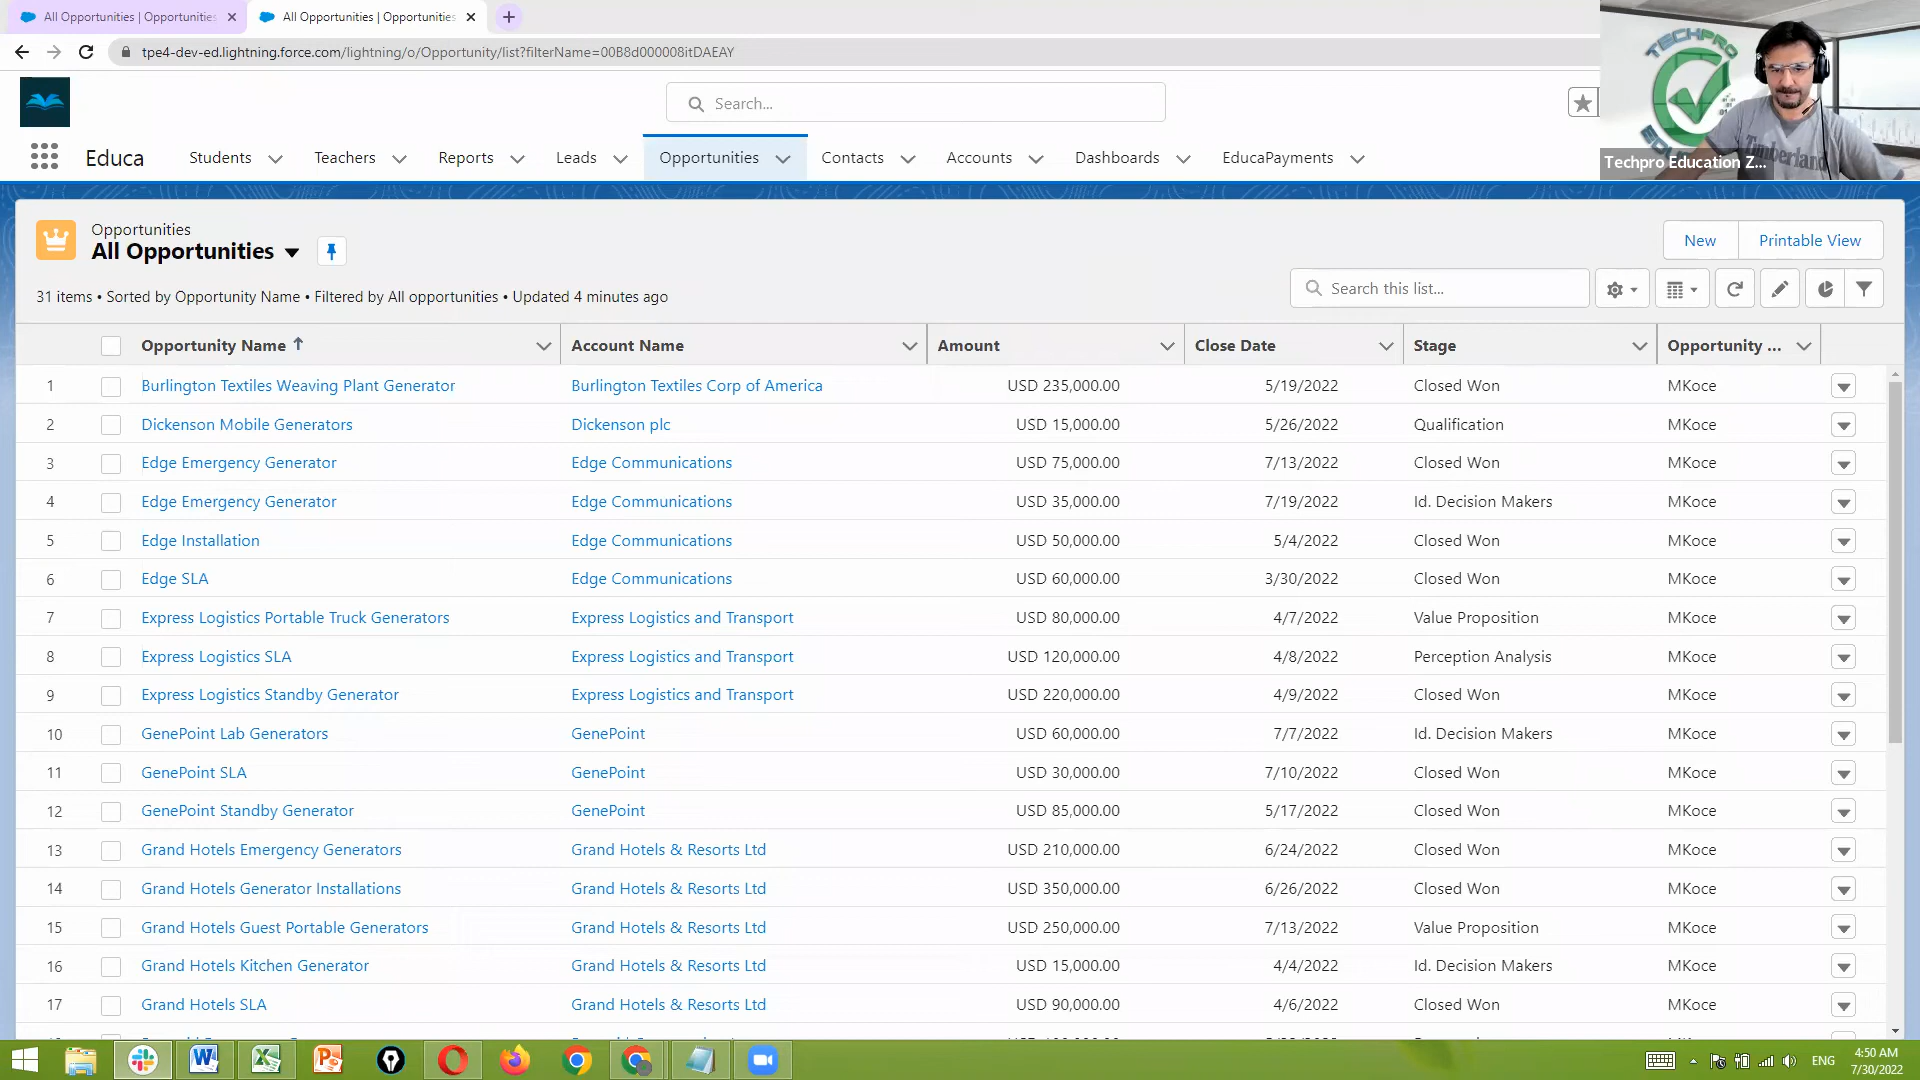 All Opportunities | Opportunities
All Opportunities | Opportunities
tpe4-dev-ed.lightning.force.com/lightning/o/Opportunity/list?filterName=00B8d000008itDAEAY
Search...
TECHPRO
Timberland
Techpro Education Z...
Educa
Students
Teachers
Reports
Leads
Opportunities
Contacts
Accounts
Dashboards
EducaPayments
Opportunities
All Opportunities
New
Printable View
31 items • Sorted by Opportunity Name • Filtered by All opportunities • Updated 4 minutes ago
Search this list...
Opportunity Name ↑ Account Name Amount Close Date Stage Opportunity ...
1 Burlington Textiles Weaving Plant Generator Burlington Textiles Corp of America USD 235,000.00 5/19/2022 Closed Won MKoce
2 Dickenson Mobile Generators Dickenson plc USD 15,000.00 5/26/2022 Qualification MKoce
3 Edge Emergency Generator Edge Communications USD 75,000.00 7/13/2022 Closed Won MKoce
4 Edge Emergency Generator Edge Communications USD 35,000.00 7/19/2022 Id. Decision Makers MKoce
5 Edge Installation Edge Communications USD 50,000.00 5/4/2022 Closed Won MKoce
6 Edge SLA Edge Communications USD 60,000.00 3/30/2022 Closed Won MKoce
7 Express Logistics Portable Truck Generators Express Logistics and Transport USD 80,000.00 4/7/2022 Value Proposition MKoce
8 Express Logistics SLA Express Logistics and Transport USD 120,000.00 4/8/2022 Perception Analysis MKoce
9 Express Logistics Standby Generator Express Logistics and Transport USD 220,000.00 4/9/2022 Closed Won MKoce
10 GenePoint Lab Generators GenePoint USD 60,000.00 7/7/2022 Id. Decision Makers MKoce
11 GenePoint SLA GenePoint USD 30,000.00 7/10/2022 Closed Won MKoce
12 GenePoint Standby Generator GenePoint USD 85,000.00 5/17/2022 Closed Won MKoce
13 Grand Hotels Emergency Generators Grand Hotels & Resorts Ltd USD 210,000.00 6/24/2022 Closed Won MKoce
14 Grand Hotels Generator Installations Grand Hotels & Resorts Ltd USD 350,000.00 6/26/2022 Closed Won MKoce
15 Grand Hotels Guest Portable Generators Grand Hotels & Resorts Ltd USD 250,000.00 7/13/2022 Value Proposition MKoce
16 Grand Hotels Kitchen Generator Grand Hotels & Resorts Ltd USD 15,000.00 4/4/2022 Id. Decision Makers MKoce
17 Grand Hotels SLA Grand Hotels & Resorts Ltd USD 90,000.00 4/6/2022 Closed Won MKoce
ENG
4:50 AM
7/30/2022